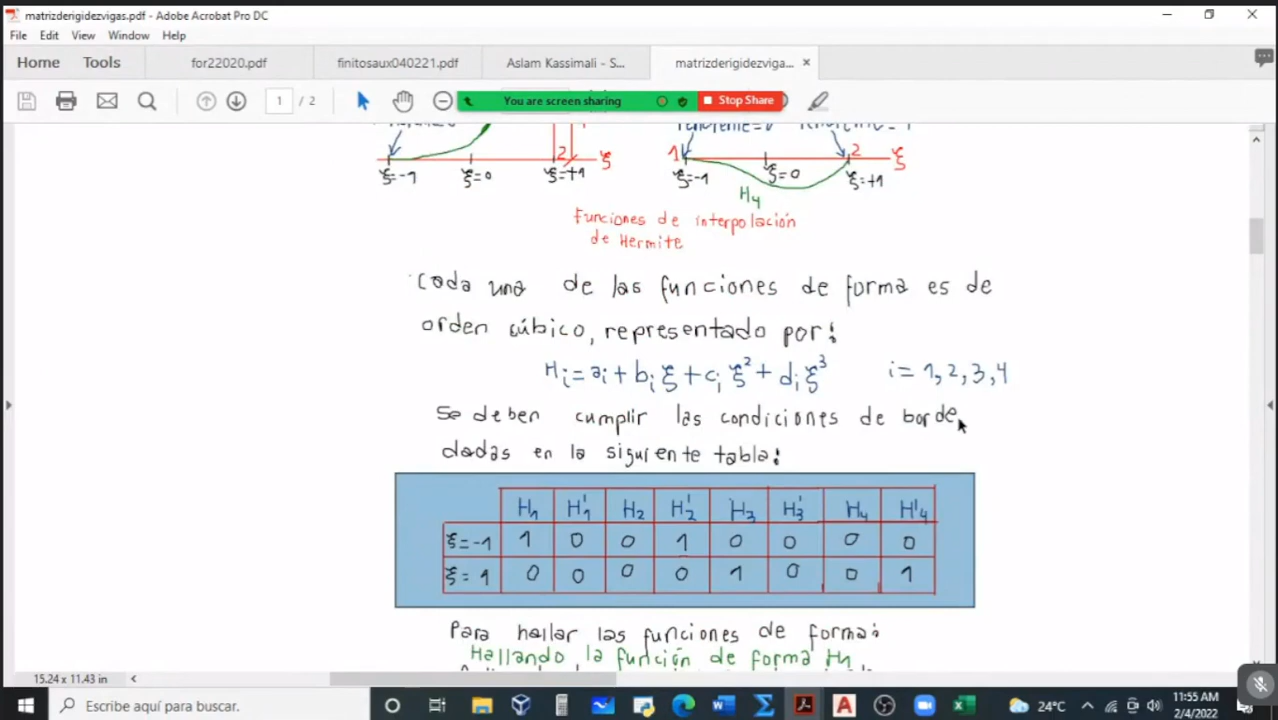 matrizderigidezvigas.pdf - Adobe Acrobat Pro DC
File Edit View Window Help
Home Tools for22020.pdf finitosaux040221.pdf Aslam Kassimali - S... matrizderigidezviga... ×
1 / 2 You are screen sharing Stop Share
1 2 ξ
2 ξ
ξ=-1 ξ=0 ξ=+1 ξ=-1 ξ=0 ξ=+1
H4
Funciones de interpolación
de Hermite
Cada una de las funciones de forma es de
orden cúbico, representado por:
Hi = ai + bi ξ + ci ξ² + di ξ³ i = 1, 2, 3, 4
Se deben cumplir las condiciones de borde
dadas en la siguiente tabla:
H1 H'1 H2 H'2 H3 H'3 H4 H'4
ξ=-1 1 0 0 1 0 0 0 0
ξ= 1 0 0 0 0 1 0 0 1
Para hallar las funciones de forma:
Hallando la función de forma H1
15.24 x 11.43 in
Escribe aquí para buscar.
24°C
11:55 AM
2/4/2022